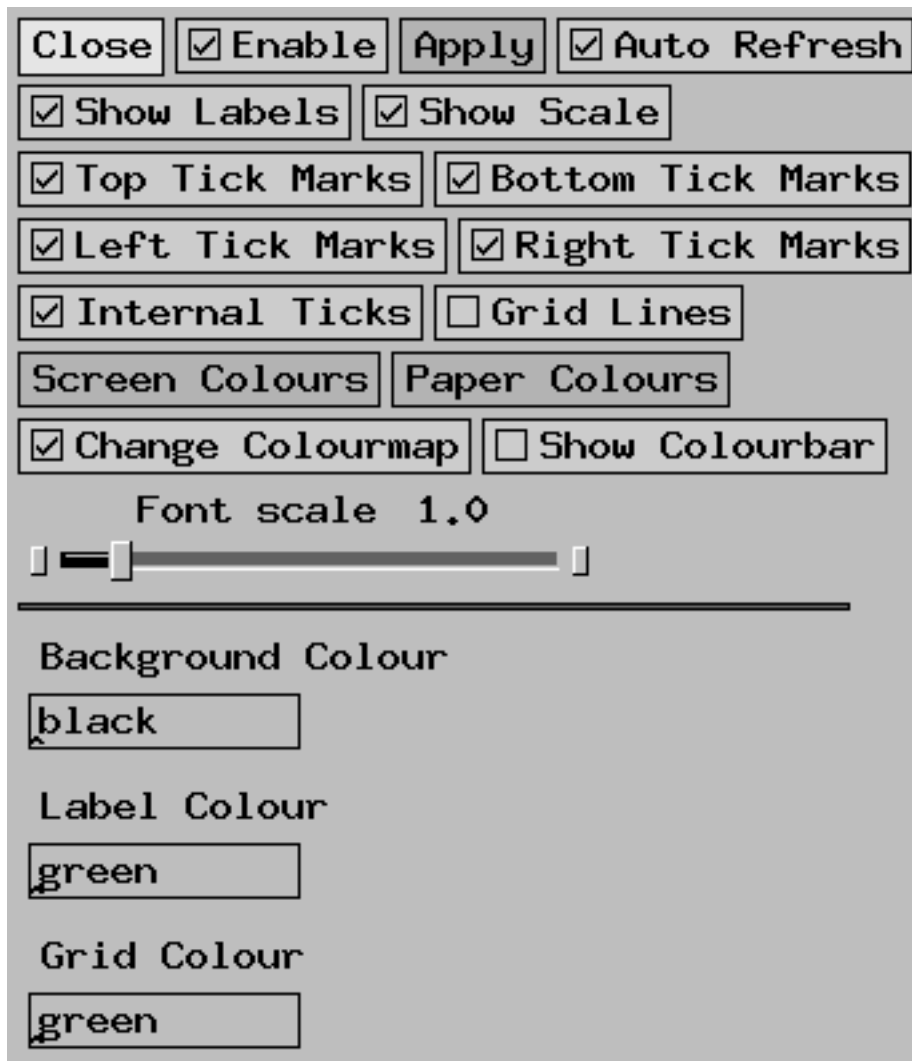 Close Enable Apply Auto Refresh
Show Labels Show Scale
Top Tick Marks Bottom Tick Marks
Left Tick Marks Right Tick Marks
Internal Ticks Grid Lines
Screen Colours Paper Colours
Change Colourmap Show Colourbar
Font scale 1.0
Background Colour
black
Label Colour
green
Grid Colour
green